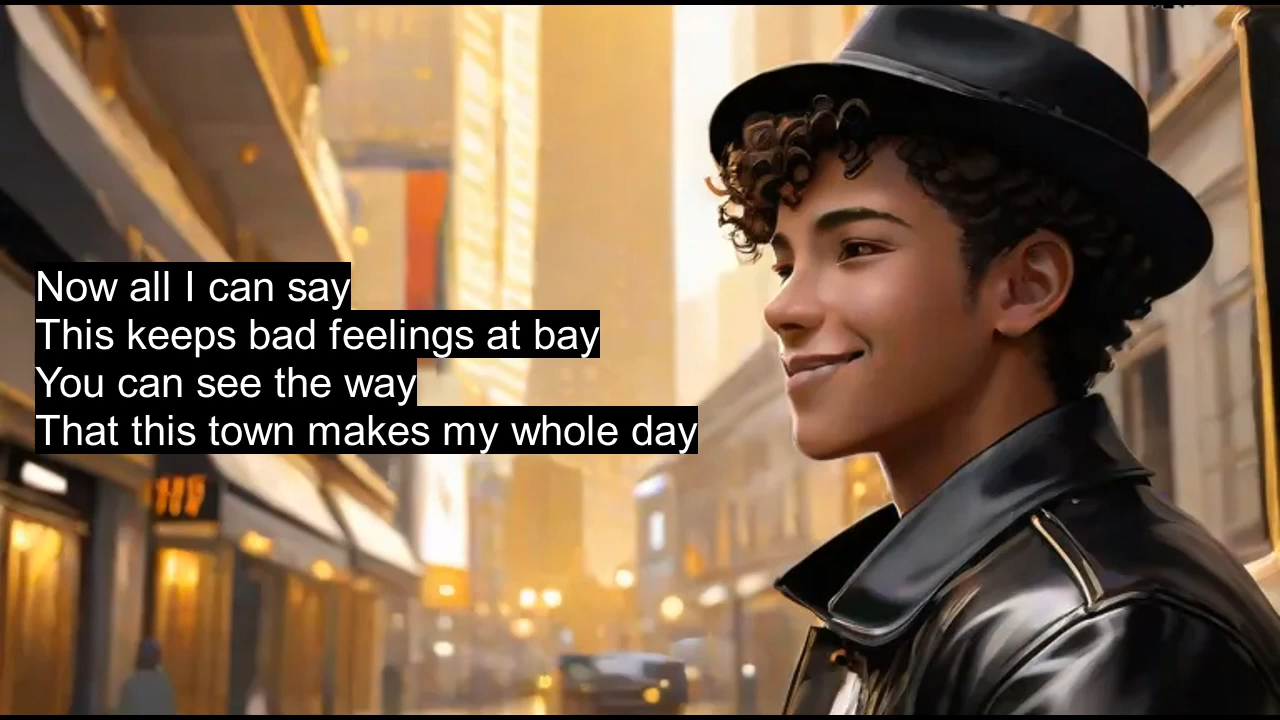 Now all I can say
This keeps bad feelings at bay
You can see the way
That this town makes my whole day